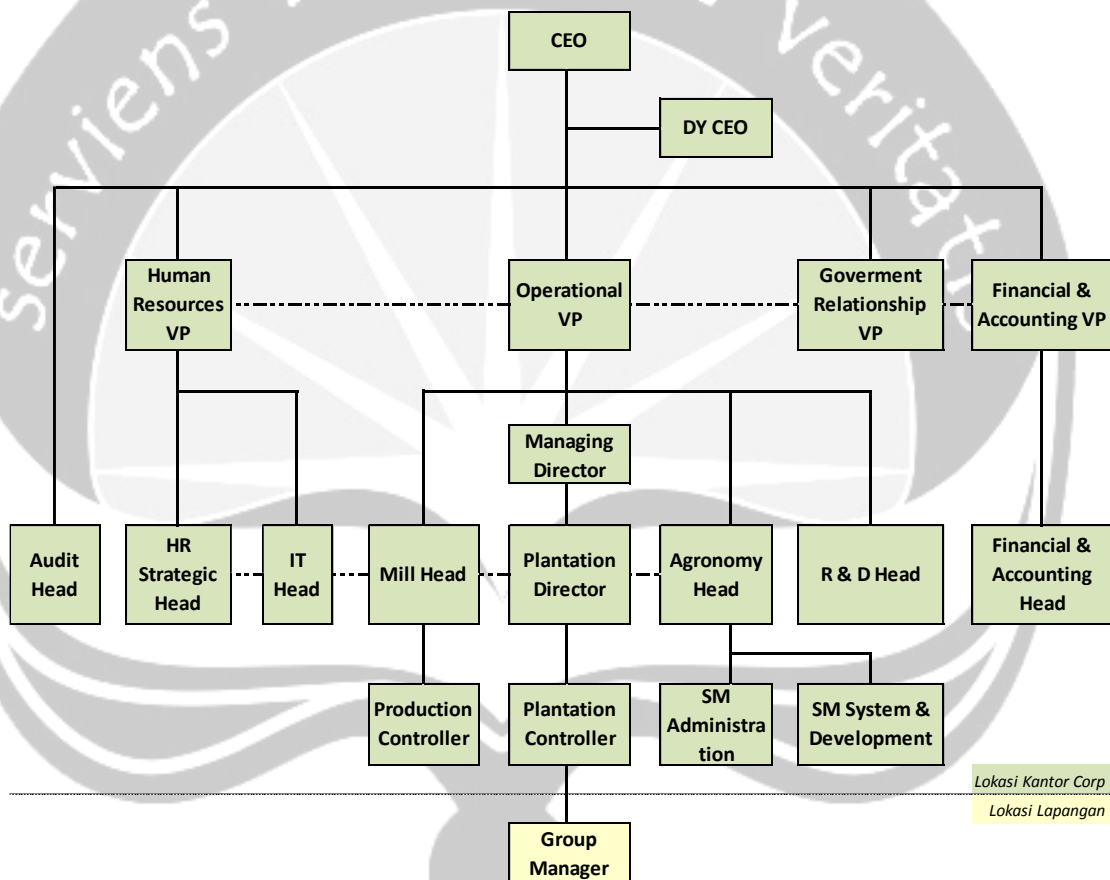 serviens
veritatis
CEO
DY CEO
Human
Resources
VP
Operational
VP
Goverment
Relationship
VP
Financial &
Accounting VP
Managing
Director
Audit
Head
HR
Strategic
Head
IT
Head
Mill Head
Plantation
Director
Agronomy
Head
R & D Head
Financial &
Accounting
Head
Production
Controller
Plantation
Controller
SM
Administra
tion
SM System &
Development
Lokasi Kantor Corp
Lokasi Lapangan
Group
Manager